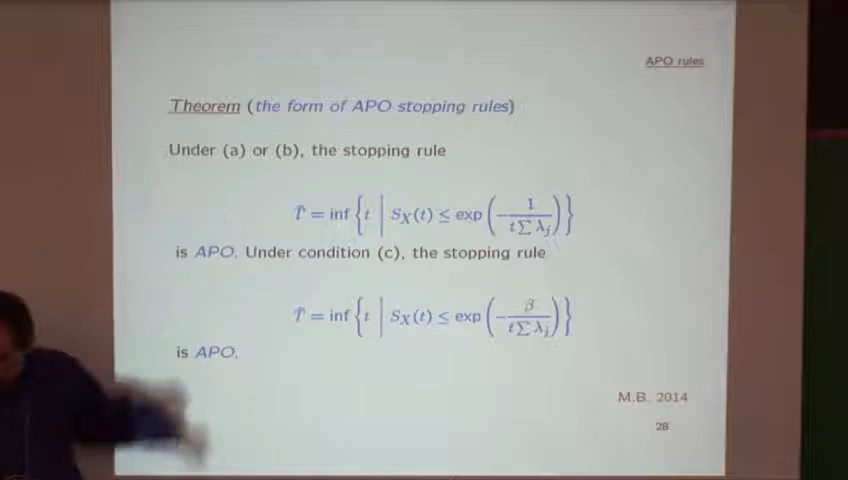 APO rules
Theorem (the form of APO stopping rules)
Under (a) or (b), the stopping rule
T̂ = inf { t | S_X(t) ≤ exp ( − 1 / (t ∑ λ_j) ) }
is APO. Under condition (c), the stopping rule
T̂ = inf { t | S_X(t) ≤ exp ( − β / (t ∑ λ_j) ) }
is APO.
M.B. 2014
28